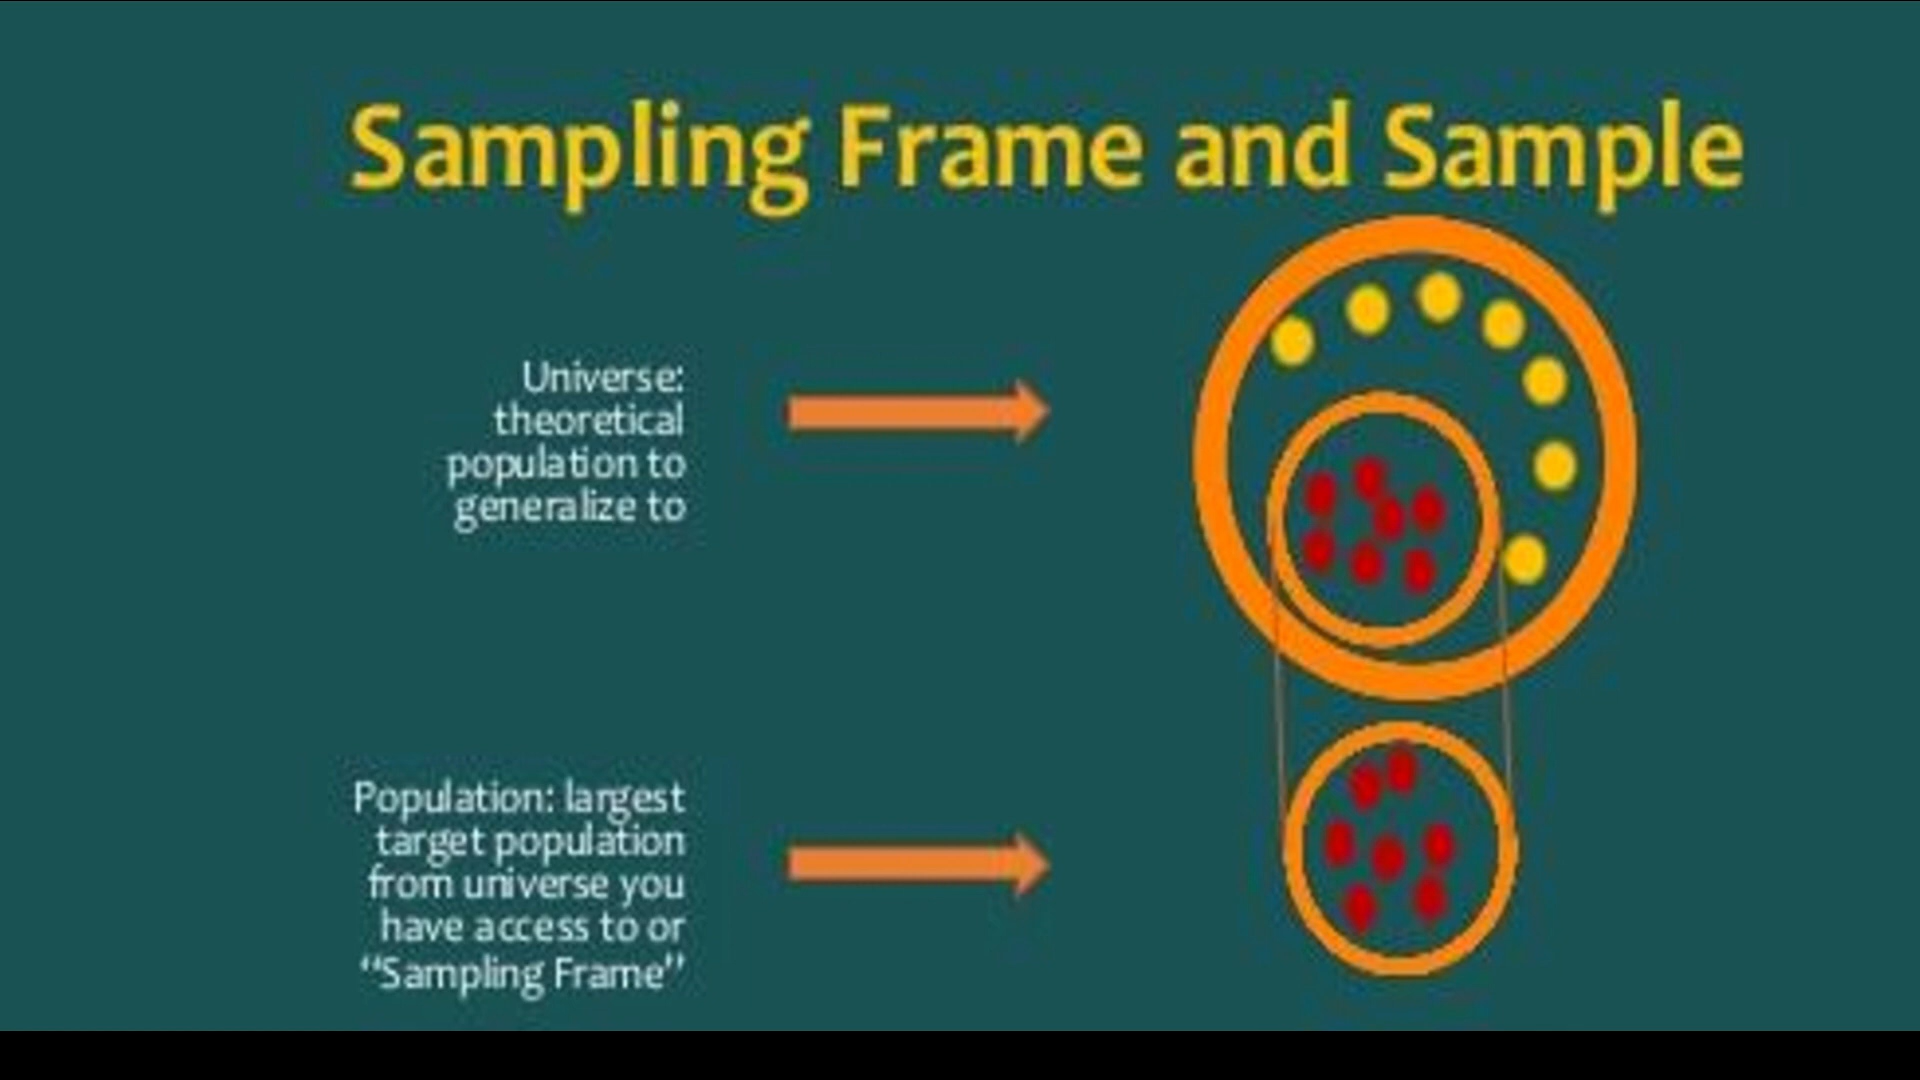 Sampling Frame and Sample
Universe:
theoretical
population to
generalize to
Population: largest
target population
from universe you
have access to or
“Sampling Frame”